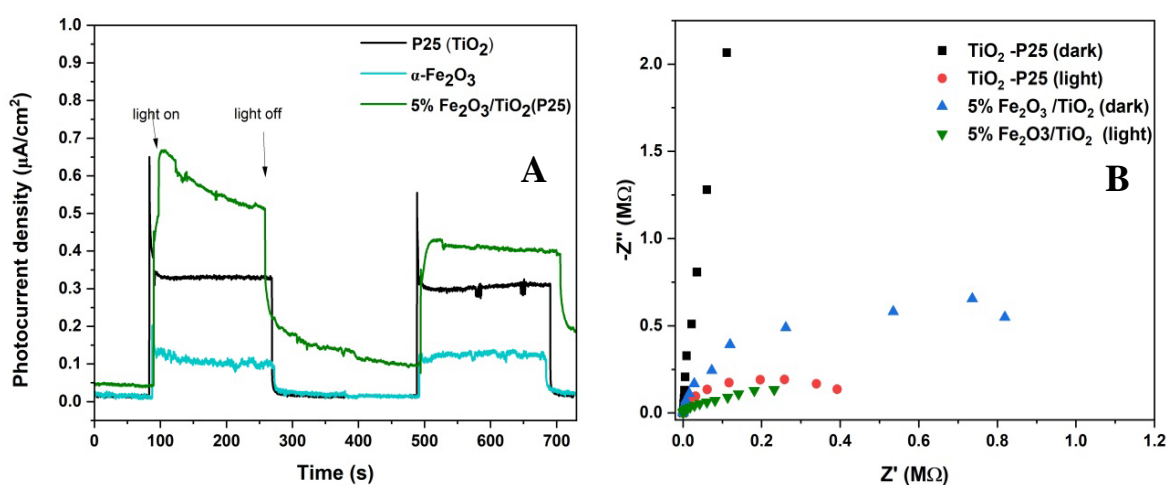 1.0
0.9
0.8
0.7
0.6
0.5
0.4
0.3
0.2
0.1
0.0
Photocurrent density (μA/cm²)
P25 (TiO₂)
α-Fe₂O₃
5% Fe₂O₃/TiO₂(P25)
light on
light off
A
0 100 200 300 400 500 600 700
Time (s)
2.0
1.5
1.0
0.5
0.0
-Z'' (MΩ)
TiO₂ -P25 (dark)
TiO₂ -P25 (light)
5% Fe₂O₃ /TiO₂ (dark)
5% Fe₂O3/TiO₂ (light)
B
0.0 0.2 0.4 0.6 0.8 1.0 1.2
Z' (MΩ)